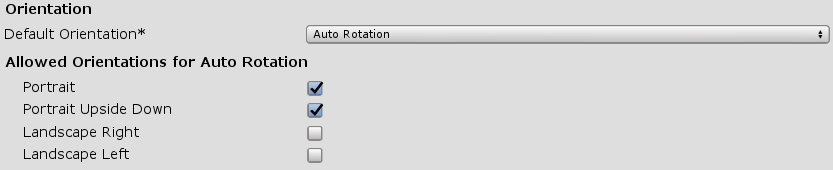 Orientation
Default Orientation* Auto Rotation
Allowed Orientations for Auto Rotation
Portrait
Portrait Upside Down
Landscape Right
Landscape Left